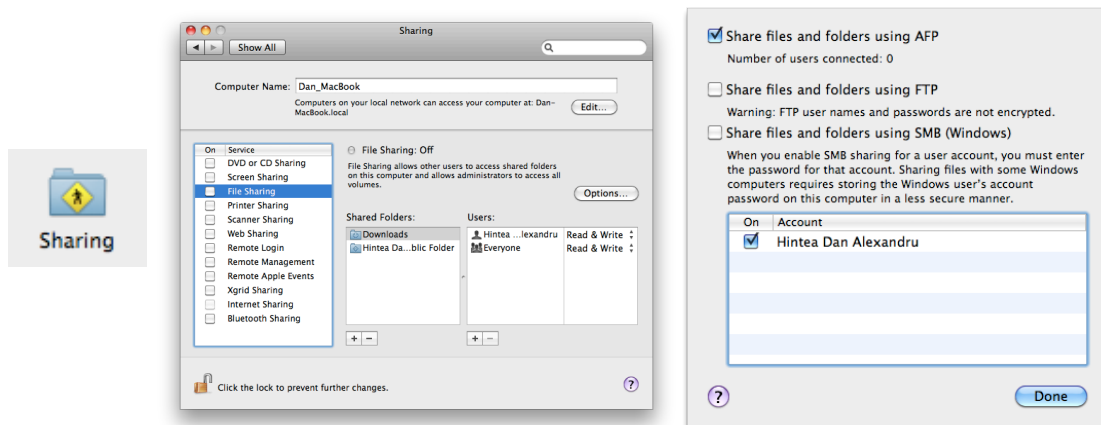 Sharing
Sharing
Show All
Computer Name: Dan_MacBook
Computers on your local network can access your computer at: Dan-
MacBook.local
Edit...
On Service
DVD or CD Sharing
Screen Sharing
File Sharing
Printer Sharing
Scanner Sharing
Web Sharing
Remote Login
Remote Management
Remote Apple Events
Xgrid Sharing
Internet Sharing
Bluetooth Sharing
File Sharing: Off
File Sharing allows other users to access shared folders
on this computer and allows administrators to access all
volumes.
Options...
Shared Folders:
Downloads
Hintea Da...blic Folder
Users:
Hintea ...lexandru Read & Write
Everyone Read & Write
+ −
+ −
Click the lock to prevent further changes.
?
Share files and folders using AFP
Number of users connected: 0
Share files and folders using FTP
Warning: FTP user names and passwords are not encrypted.
Share files and folders using SMB (Windows)
When you enable SMB sharing for a user account, you must enter
the password for that account. Sharing files with some Windows
computers requires storing the Windows user's account
password on this computer in a less secure manner.
On Account
Hintea Dan Alexandru
?
Done